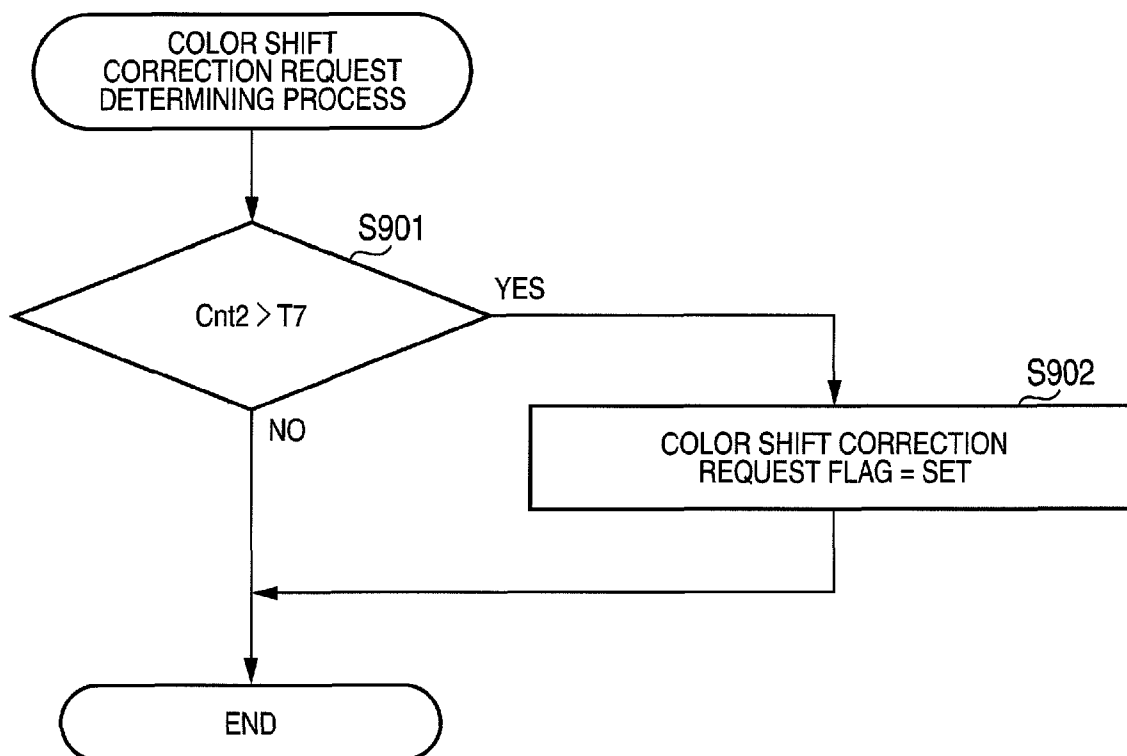 COLOR SHIFT
CORRECTION REQUEST
DETERMINING PROCESS
S901
Cnt2 > T7
YES
NO
S902
COLOR SHIFT CORRECTION
REQUEST FLAG = SET
END